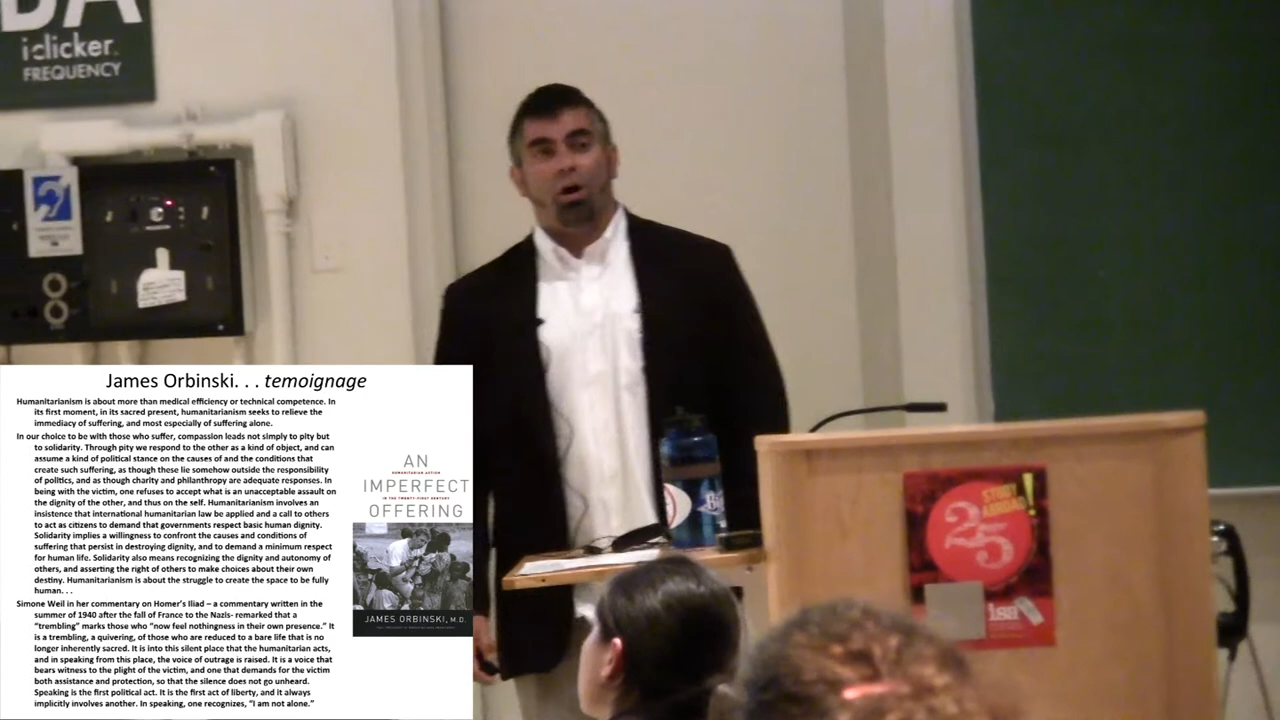 i>clicker.
FREQUENCY
James Orbinski. . . temoignage
Humanitarianism is about more than medical efficiency or technical competence. In
its first moment, in its sacred present, humanitarianism seeks to relieve the
immediacy of suffering, and most especially of suffering alone.
In our choice to be with those who suffer, compassion leads not simply to pity but
to solidarity. Through pity we respond to the other as a kind of object, and can
assume a kind of political stance on the causes of and the conditions that
create such suffering, as though these lie somehow outside the responsibility
of politics, and as though charity and philanthropy are adequate responses. In
being with the victim, one refuses to accept what is an unacceptable assault on
the dignity of the other, and thus on the self. Humanitarianism involves an
insistence that international humanitarian law be applied and a call to others
to act as citizens to demand that governments respect basic human dignity.
Solidarity implies a willingness to confront the causes and conditions of
suffering that persist in destroying dignity, and to demand a minimum respect
for human life. Solidarity also means recognizing the dignity and autonomy of
others, and asserting the right of others to make choices about their own
destiny. Humanitarianism is about the struggle to create the space to be fully
human. . .
Simone Weil in her commentary on Homer's Iliad – a commentary written in the
summer of 1940 after the fall of France to the Nazis- remarked that a
"trembling" marks those who "now feel nothingness in their own presence." It
is a trembling, a quivering, of those who are reduced to a bare life that is no
longer inherently sacred. It is into this silent place that the humanitarian acts,
and in speaking from this place, the voice of outrage is raised. It is a voice that
bears witness to the plight of the victim, and one that demands for the victim
both assistance and protection, so that the silence does not go unheard.
Speaking is the first political act. It is the first act of liberty, and it always
implicitly involves another. In speaking, one recognizes, "I am not alone."
AN
HUMANITARIAN ACTION
IMPERFECT
IN THE TWENTY-FIRST CENTURY
OFFERING
JAMES ORBINSKI, M.D.
STUDY
ABROAD!
25
isa